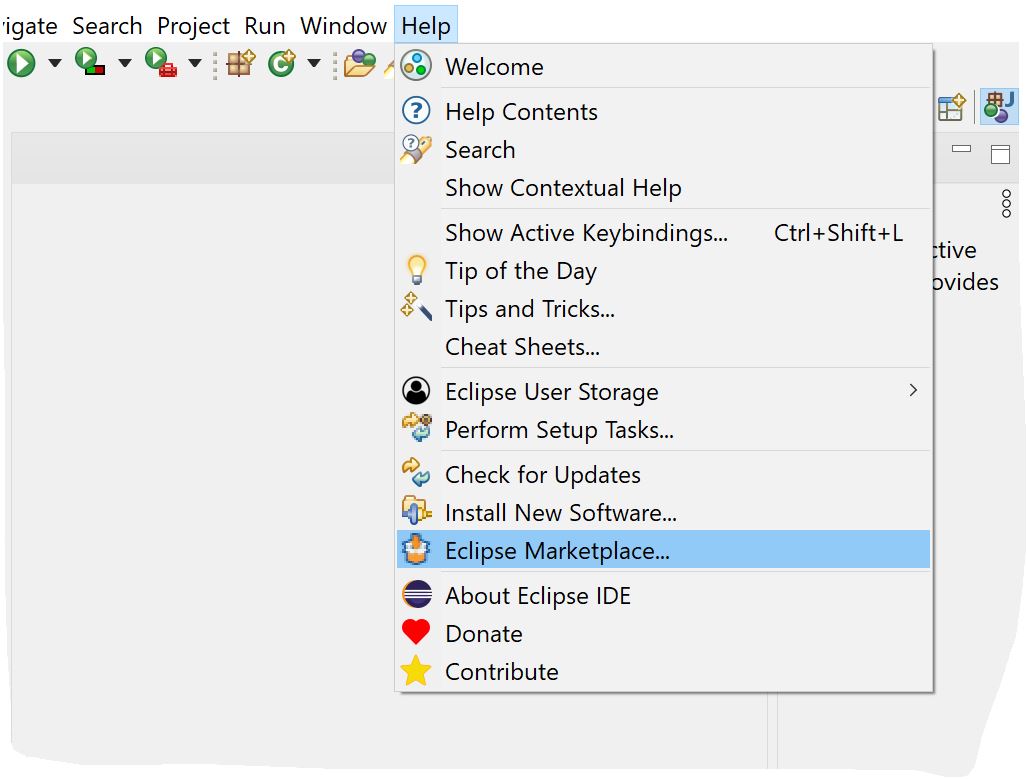 igate Search Project Run Window Help
Welcome
Help Contents
Search
Show Contextual Help
Show Active Keybindings... Ctrl+Shift+L
Tip of the Day
Tips and Tricks...
Cheat Sheets...
Eclipse User Storage
Perform Setup Tasks...
Check for Updates
Install New Software...
Eclipse Marketplace...
About Eclipse IDE
Donate
Contribute
ctive
ovides